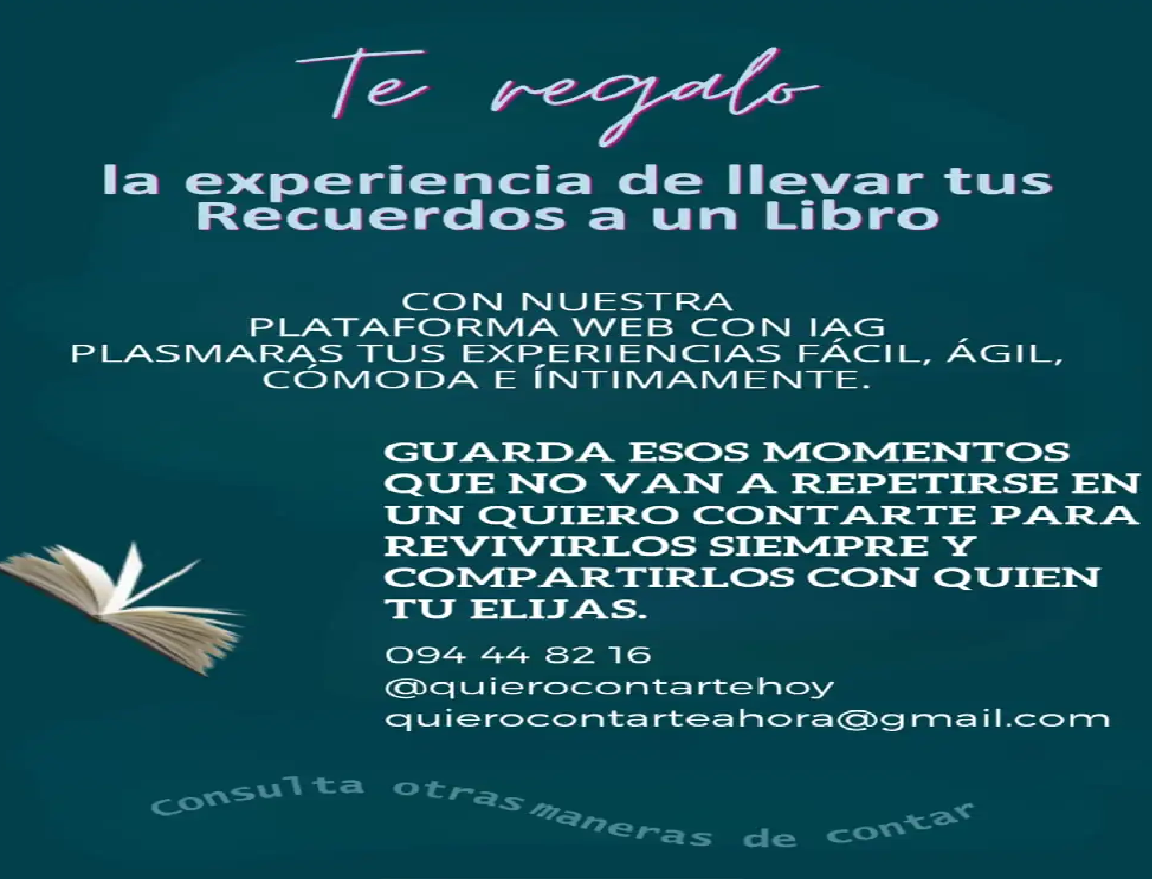 Te regalo
la experiencia de llevar tus
Recuerdos a un Libro
CON NUESTRA
PLATAFORMA WEB CON IAG
PLASMARAS TUS EXPERIENCIAS FÁCIL, ÁGIL,
CÓMODA E ÍNTIMAMENTE.
GUARDA ESOS MOMENTOS
QUE NO VAN A REPETIRSE EN
UN QUIERO CONTARTE PARA
REVIVIRLOS SIEMPRE Y
COMPARTIRLOS CON QUIEN
TU ELIJAS.
094 44 82 16
@quierocontartehoy
quierocontarteahora@gmail.com
Consulta otras maneras de contar